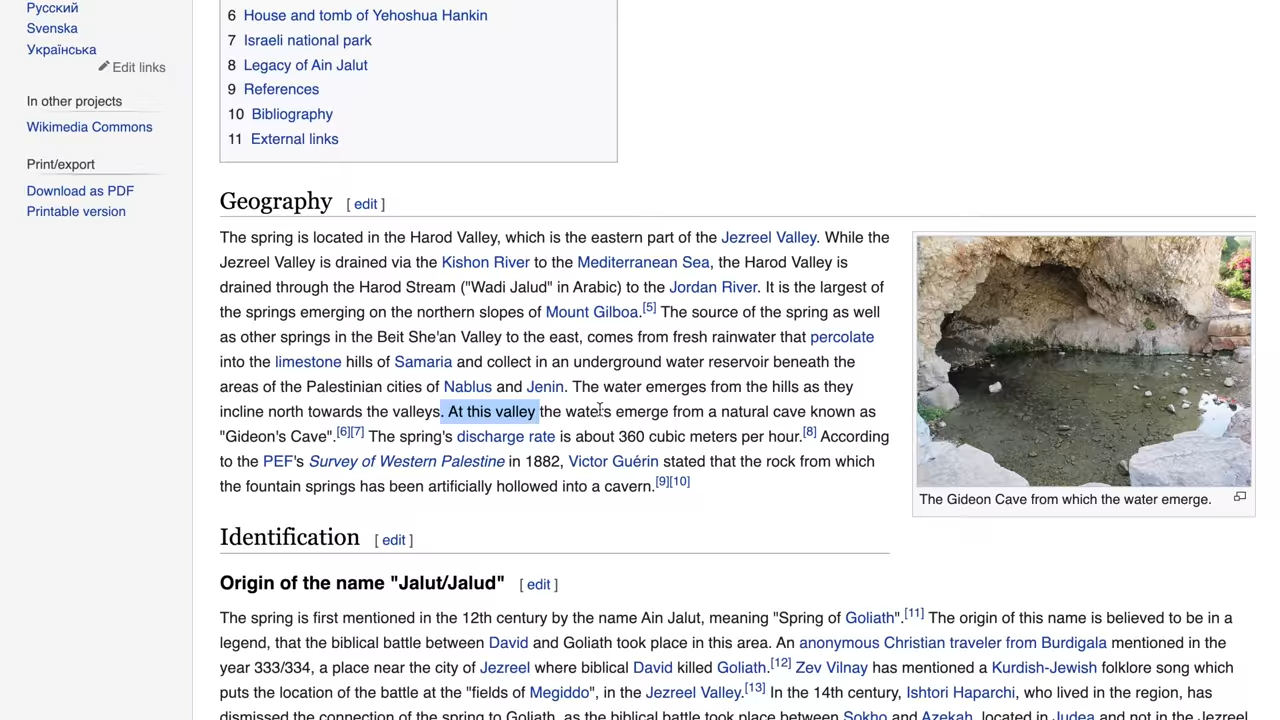 Русский
Svenska
Українська
Edit links
In other projects
Wikimedia Commons
Print/export
Download as PDF
Printable version
6 House and tomb of Yehoshua Hankin
7 Israeli national park
8 Legacy of Ain Jalut
9 References
10 Bibliography
11 External links
Geography [ edit ]
The spring is located in the Harod Valley, which is the eastern part of the Jezreel Valley. While the
Jezreel Valley is drained via the Kishon River to the Mediterranean Sea, the Harod Valley is
drained through the Harod Stream ("Wadi Jalud" in Arabic) to the Jordan River. It is the largest of
the springs emerging on the northern slopes of Mount Gilboa.[5] The source of the spring as well
as other springs in the Beit She'an Valley to the east, comes from fresh rainwater that percolate
into the limestone hills of Samaria and collect in an underground water reservoir beneath the
areas of the Palestinian cities of Nablus and Jenin. The water emerges from the hills as they
incline north towards the valleys. At this valley the waters emerge from a natural cave known as
"Gideon's Cave".[6][7] The spring's discharge rate is about 360 cubic meters per hour.[8] According
to the PEF's Survey of Western Palestine in 1882, Victor Guérin stated that the rock from which
the fountain springs has been artificially hollowed into a cavern.[9][10]
The Gideon Cave from which the water emerge.
Identification [ edit ]
Origin of the name "Jalut/Jalud" [ edit ]
The spring is first mentioned in the 12th century by the name Ain Jalut, meaning "Spring of Goliath".[11] The origin of this name is believed to be in a
legend, that the biblical battle between David and Goliath took place in this area. An anonymous Christian traveler from Burdigala mentioned in the
year 333/334, a place near the city of Jezreel where biblical David killed Goliath.[12] Zev Vilnay has mentioned a Kurdish-Jewish folklore song which
puts the location of the battle at the "fields of Megiddo", in the Jezreel Valley.[13] In the 14th century, Ishtori Haparchi, who lived in the region, has
dismissed the connection of the spring to Goliath, as the biblical battle took place between Sokho and Azekah, located in Judea and not in the Jezreel